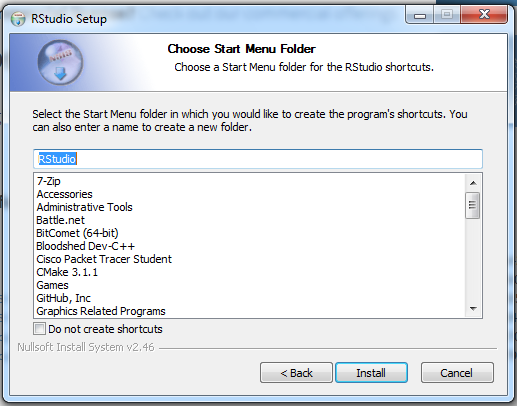 RStudio Setup
Choose Start Menu Folder
Choose a Start Menu folder for the RStudio shortcuts.
Select the Start Menu folder in which you would like to create the program's shortcuts. You
can also enter a name to create a new folder.
RStudio
7-Zip
Accessories
Administrative Tools
Battle.net
BitComet (64-bit)
Bloodshed Dev-C++
Cisco Packet Tracer Student
CMake 3.1.1
Games
GitHub, Inc
Graphics Related Programs
Do not create shortcuts
Nullsoft Install System v2.46
< Back
Install
Cancel